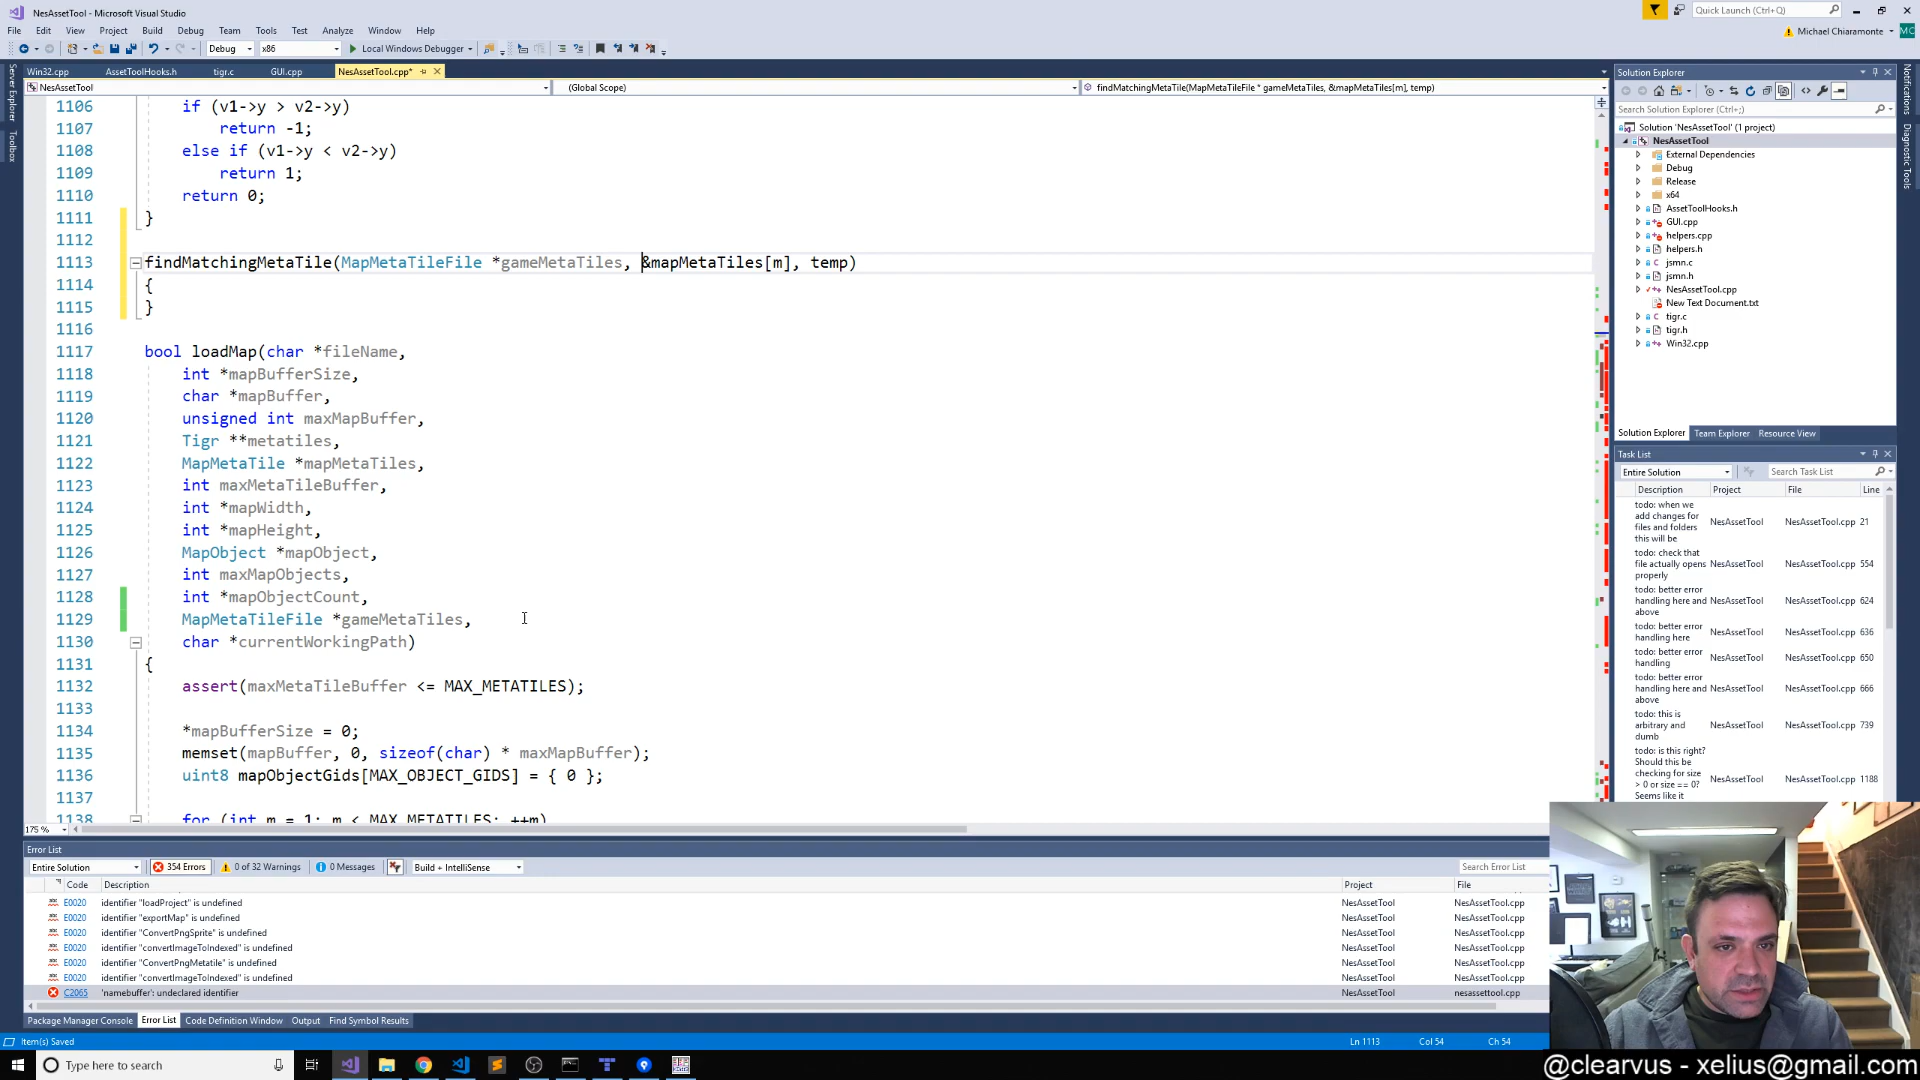 NesAssetTool - Microsoft Visual Studio
Quick Launch (Ctrl+Q)
File Edit View Project Build Debug Team Tools Test Analyze Window Help
Michael Chiaramonte MC
Debug x86 Local Windows Debugger
Win32.cpp AssetToolHooks.h tigr.c GUI.cpp NesAssetTool.cpp*
NesAssetTool (Global Scope) findMatchingMetaTile(MapMetaTileFile * gameMetaTiles, &mapMetaTiles[m], temp)
Server Explorer
Toolbox
1106 if (v1->y > v2->y)
1107 return -1;
1108 else if (v1->y < v2->y)
1109 return 1;
1110 return 0;
1111 }
1112
1113 findMatchingMetaTile(MapMetaTileFile *gameMetaTiles, &mapMetaTiles[m], temp)
1114 {
1115 }
1116
1117 bool loadMap(char *fileName,
1118 int *mapBufferSize,
1119 char *mapBuffer,
1120 unsigned int maxMapBuffer,
1121 Tigr **metatiles,
1122 MapMetaTile *mapMetaTiles,
1123 int maxMetaTileBuffer,
1124 int *mapWidth,
1125 int *mapHeight,
1126 MapObject *mapObject,
1127 int maxMapObjects,
1128 int *mapObjectCount,
1129 MapMetaTileFile *gameMetaTiles,
1130 char *currentWorkingPath)
1131 {
1132 assert(maxMetaTileBuffer <= MAX_METATILES);
1133
1134 *mapBufferSize = 0;
1135 memset(mapBuffer, 0, sizeof(char) * maxMapBuffer);
1136 uint8 mapObjectGids[MAX_OBJECT_GIDS] = { 0 };
1137
1138 for (int m = 1; m < MAX_METATILES; ++m)
175 %
Solution Explorer
Search Solution Explorer (Ctrl+;)
Solution 'NesAssetTool' (1 project)
NesAssetTool
External Dependencies
Debug
Release
x64
AssetToolHooks.h
GUI.cpp
helpers.cpp
helpers.h
jsmn.c
jsmn.h
NesAssetTool.cpp
New Text Document.txt
tigr.c
tigr.h
Win32.cpp
Solution Explorer Team Explorer Resource View
Notifications
Diagnostic Tools
Task List
Entire Solution Search Task List
Description Project File Line
todo: when we add changes for files and folders this will be NesAssetTool NesAssetTool.cpp 21
todo: check that file actually opens properly NesAssetTool NesAssetTool.cpp 554
todo: better error handling here and above NesAssetTool NesAssetTool.cpp 624
todo: better error handling here NesAssetTool NesAssetTool.cpp 636
todo: better error handling NesAssetTool NesAssetTool.cpp 650
todo: better error handling here and above NesAssetTool NesAssetTool.cpp 666
todo: this is arbitrary and dumb NesAssetTool NesAssetTool.cpp 739
todo: is this right? Should this be checking for size > 0 or size == 0? Seems like it NesAssetTool NesAssetTool.cpp 1188
Error List
Entire Solution 354 Errors 0 of 32 Warnings 0 Messages Build + IntelliSense Search Error List
Code Description Project File
E0020 identifier "loadProject" is undefined NesAssetTool NesAssetTool.cpp
E0020 identifier "exportMap" is undefined NesAssetTool NesAssetTool.cpp
E0020 identifier "ConvertPngSprite" is undefined NesAssetTool NesAssetTool.cpp
E0020 identifier "convertImageToIndexed" is undefined NesAssetTool NesAssetTool.cpp
E0020 identifier "ConvertPngMetatile" is undefined NesAssetTool NesAssetTool.cpp
E0020 identifier "convertImageToIndexed" is undefined NesAssetTool NesAssetTool.cpp
C2065 'namebuffer': undeclared identifier NesAssetTool nesassettool.cpp
Package Manager Console Error List Code Definition Window Output Find Symbol Results
Item(s) Saved Ln 1113 Col 54 Ch 54
Type here to search
@clearvus - xelius@gmail.com